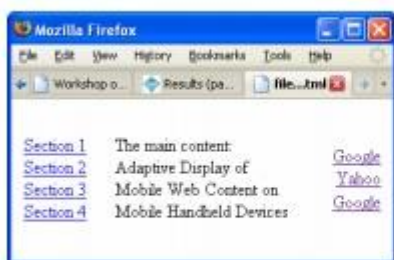 Mozilla Firefox
File Edit View History Bookmarks Tools Help
Workshop o... Results (pa... file...tml
Section 1
Section 2
Section 3
Section 4
The main content:
Adaptive Display of
Mobile Web Content on
Mobile Handheld Devices
Google
Yahoo
Google